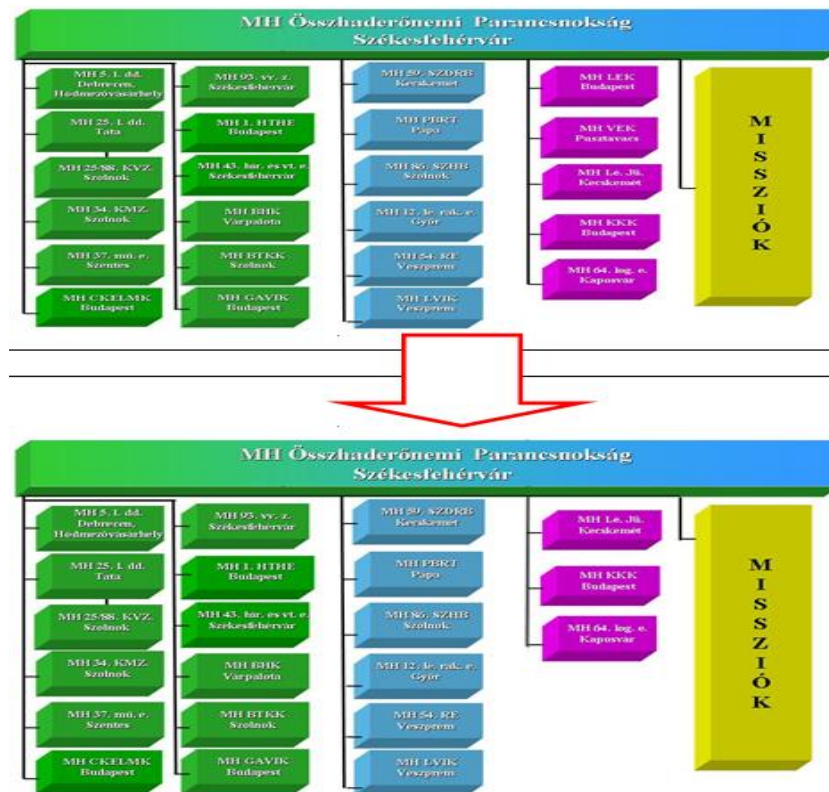 MH Összhaderőnemi Parancsnokság
Székesfehérvár
MH 5. l. dd.
Debrecen,
Hódmezővásárhely
MH 25. l. dd.
Tata
MH 25/88. KVZ.
Szolnok
MH 34. KMZ.
Szolnok
MH 37. mű. e.
Szentes
MH CKELMK
Budapest
MH 93. vv. z.
Székesfehérvár
MH 1. HTHE
Budapest
MH 43. hír. és vt. e.
Székesfehérvár
MH BHK
Várpalota
MH BTKK
Szolnok
MH GAVIK
Budapest
MH 59. SZDRB
Kecskemét
MH PBRT
Pápa
MH 86. SZHB
Szolnok
MH 12. lé. rak. e.
Győr
MH 54. RE
Veszprém
MH LVIK
Veszprém
MH LEK
Budapest
MH VEK
Pusztavacs
MH Lé. Jü.
Kecskemét
MH KKK
Budapest
MH 64. log. e.
Kaposvár
MISSZIÓK
MH Összhaderőnemi Parancsnokság
Székesfehérvár
MH 5. l. dd.
Debrecen,
Hódmezővásárhely
MH 25. l. dd.
Tata
MH 25/88. KVZ.
Szolnok
MH 34. KMZ.
Szolnok
MH 37. mű. e.
Szentes
MH CKELMK
Budapest
MH 93. vv. z.
Székesfehérvár
MH 1. HTHE
Budapest
MH 43. hír. és vt. e.
Székesfehérvár
MH BHK
Várpalota
MH BTKK
Szolnok
MH GAVIK
Budapest
MH 59. SZDRB
Kecskemét
MH PBRT
Pápa
MH 86. SZHB
Szolnok
MH 12. lé. rak. e.
Győr
MH 54. RE
Veszprém
MH LVIK
Veszprém
MH Lé. Jü.
Kecskemét
MH KKK
Budapest
MH 64. log. e.
Kaposvár
MISSZIÓK